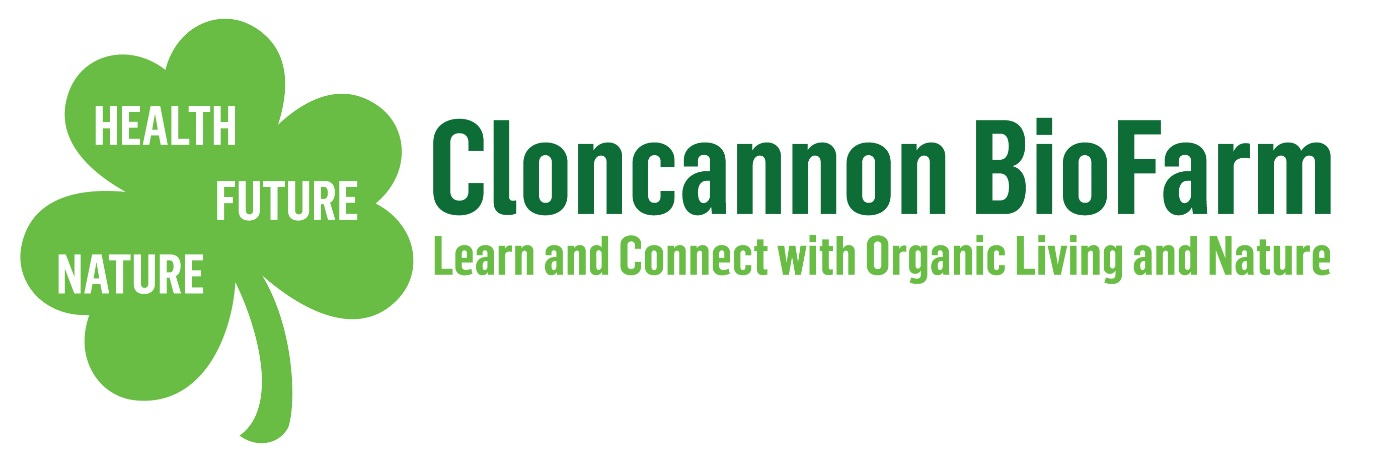 HEALTH
FUTURE
NATURE
Cloncannon BioFarm
Learn and Connect with Organic Living and Nature